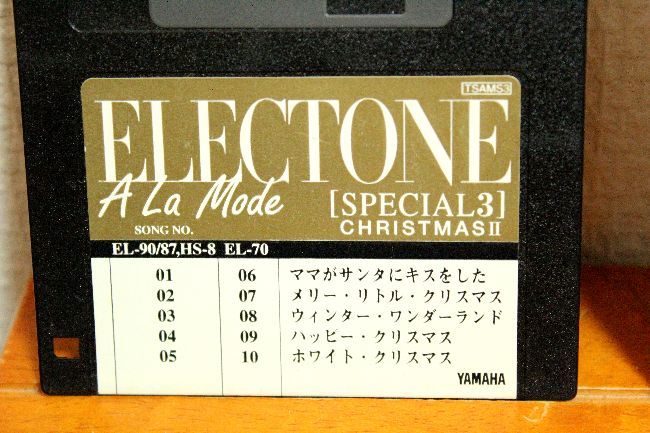 TSAMS3
ELECTONE
A La Mode [SPECIAL3]
SONG NO. CHRISTMAS II
EL-90/87,HS-8 EL-70
01 06 ママがサンタにキスをした
02 07 メリー・リトル・クリスマス
03 08 ウィンター・ワンダーランド
04 09 ハッピー・クリスマス
05 10 ホワイト・クリスマス
YAMAHA